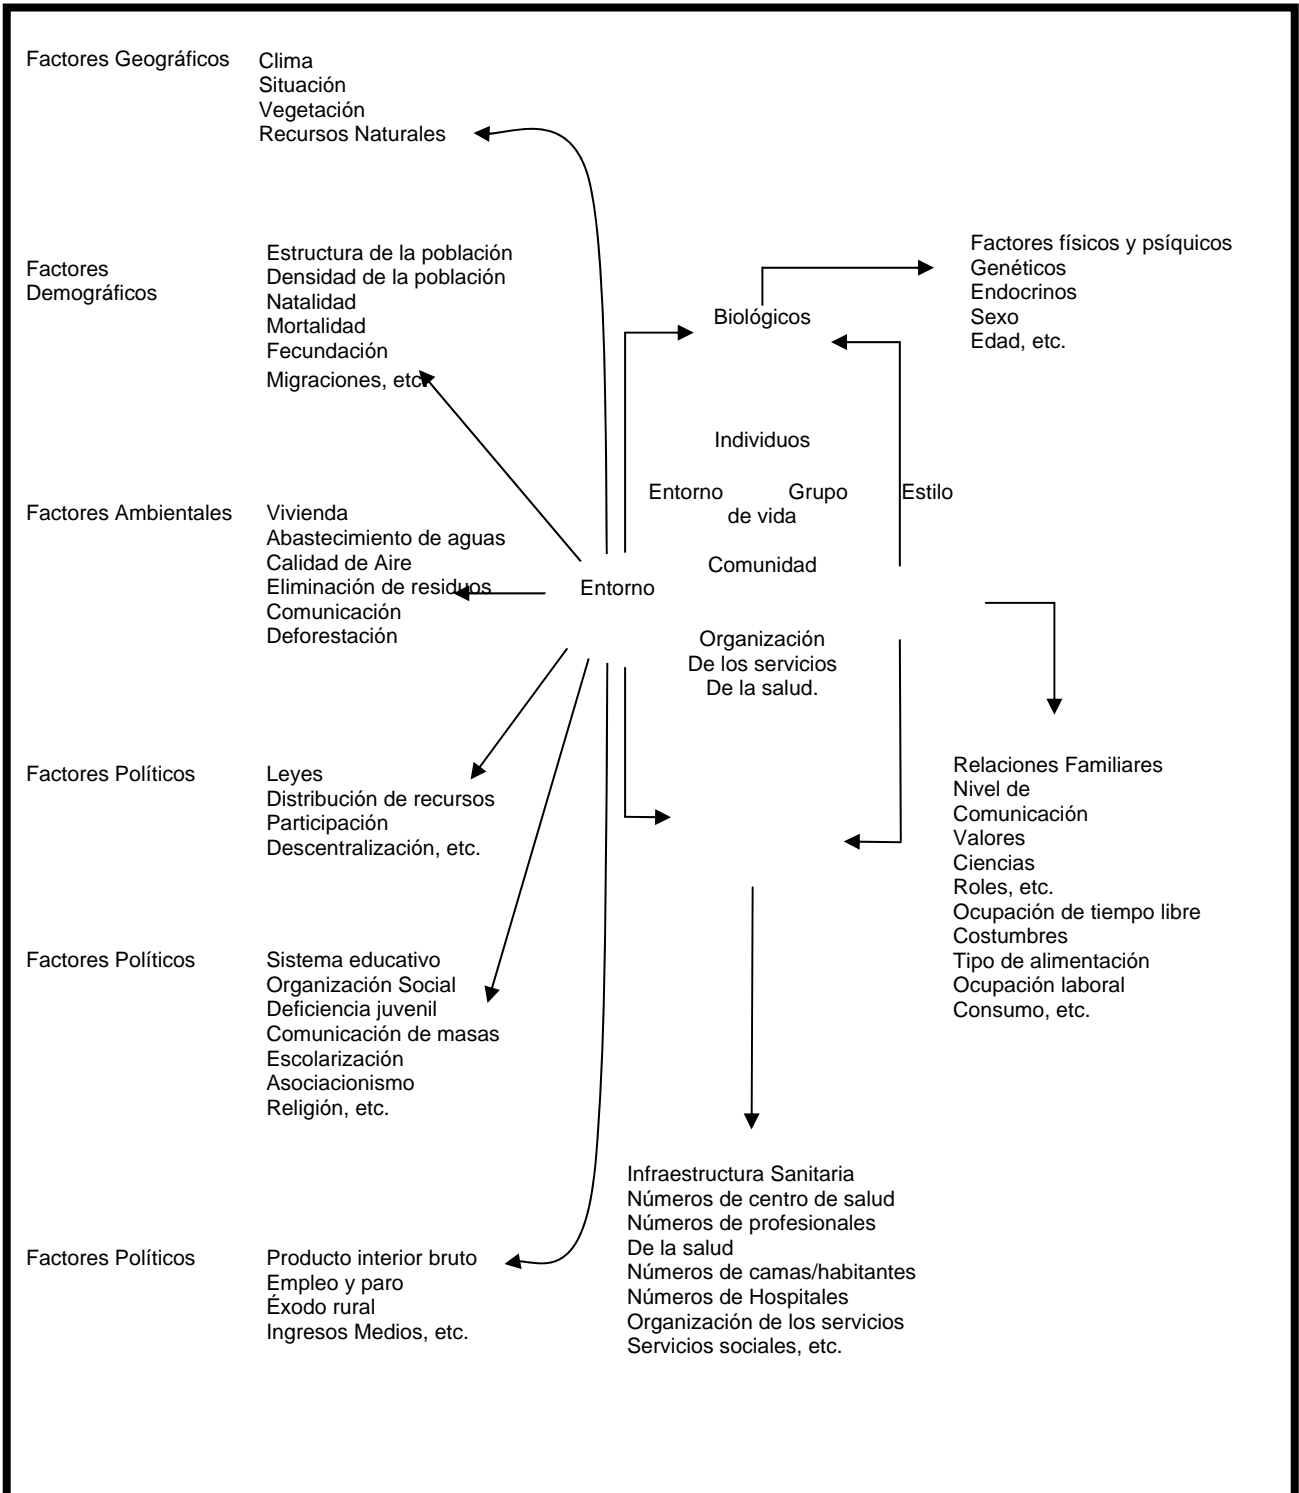 Factores Geográficos
Clima
Situación
Vegetación
Recursos Naturales
Factores
Demográficos
Estructura de la población
Densidad de la población
Natalidad
Mortalidad
Fecundación
Migraciones, etc.
Factores Ambientales
Vivienda
Abastecimiento de aguas
Calidad de Aire
Eliminación de residuos
Comunicación
Deforestación
Factores Políticos
Leyes
Distribución de recursos
Participación
Descentralización, etc.
Factores Políticos
Sistema educativo
Organización Social
Deficiencia juvenil
Comunicación de masas
Escolarización
Asociacionismo
Religión, etc.
Factores Políticos
Producto interior bruto
Empleo y paro
Éxodo rural
Ingresos Medios, etc.
Entorno
Biológicos
Individuos
Entorno Grupo Estilo
de vida
Comunidad
Organización
De los servicios
De la salud.
Infraestructura Sanitaria
Números de centro de salud
Números de profesionales
De la salud
Números de camas/habitantes
Números de Hospitales
Organización de los servicios
Servicios sociales, etc.
Factores físicos y psíquicos
Genéticos
Endocrinos
Sexo
Edad, etc.
Relaciones Familiares
Nivel de
Comunicación
Valores
Ciencias
Roles, etc.
Ocupación de tiempo libre
Costumbres
Tipo de alimentación
Ocupación laboral
Consumo, etc.